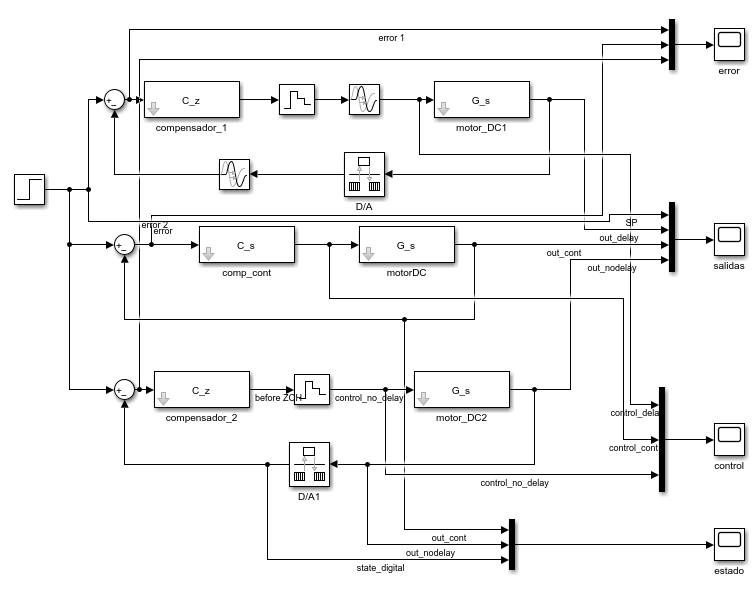 error 1
error
C_z
G_s
compensador_1
motor_DC1
D/A
SP
error 2
error
out_delay
C_s
G_s
out_cont
salidas
out_nodelay
comp_cont
motorDC
C_z
G_s
before ZOH
control_no_delay
compensador_2
motor_DC2
control_dela
control_cont
control
D/A1
control_no_delay
out_cont
out_nodelay
state_digital
estado